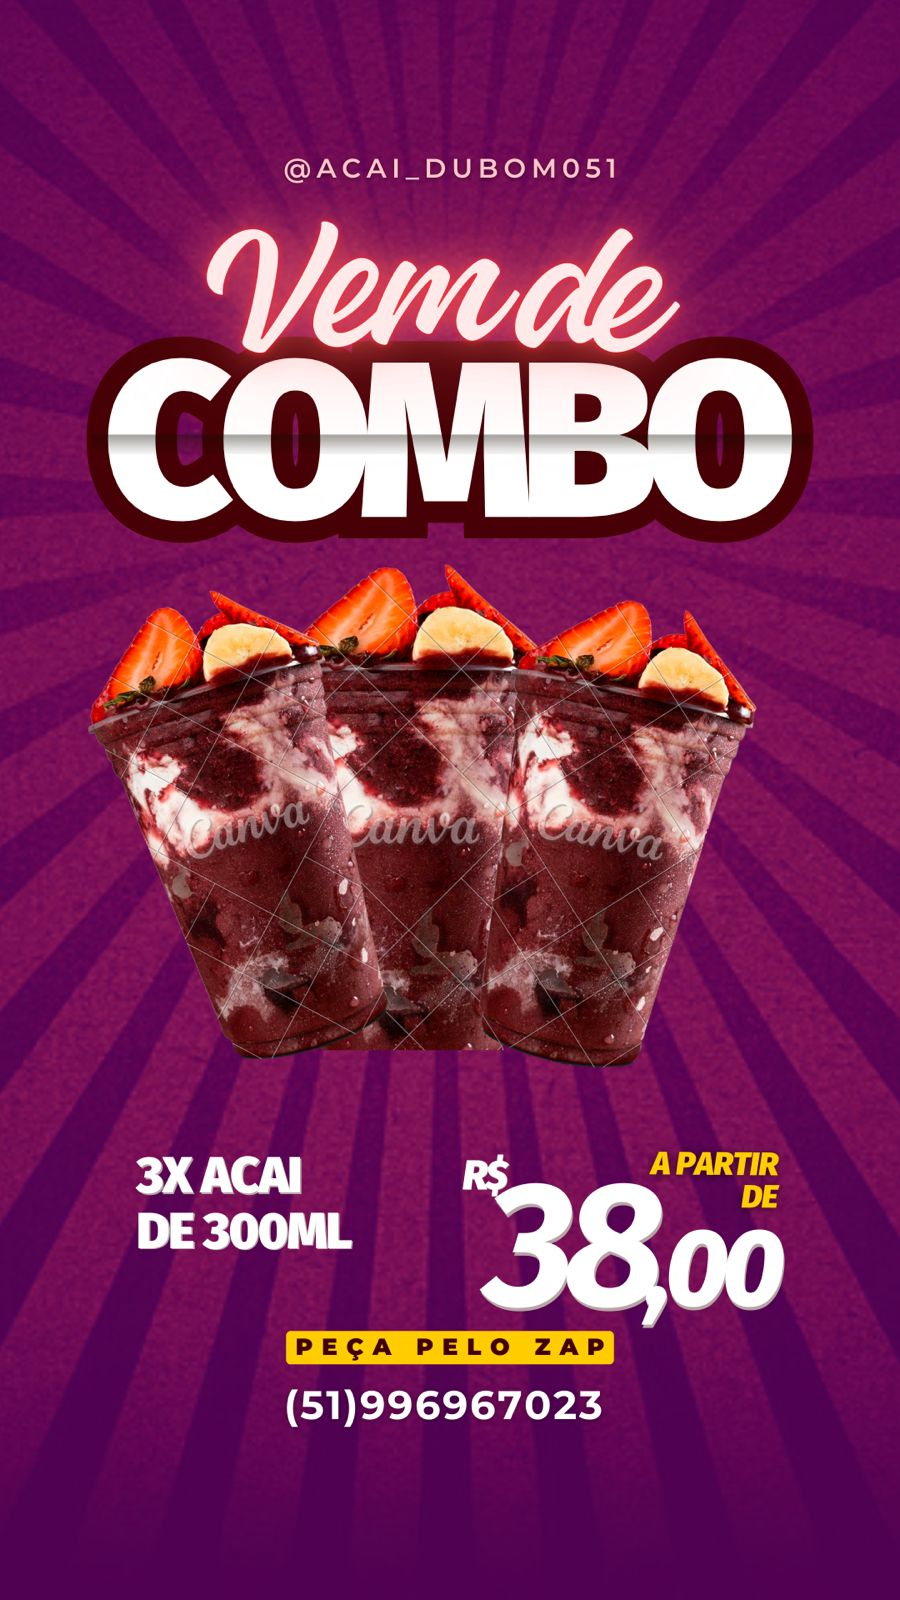 @ACAI_DUBOM051
Vem de
COMBO
Canva Canva Canva
3X ACAI
DE 300ML
R$ 38,00
A PARTIR
DE
PEÇA PELO ZAP
(51)996967023